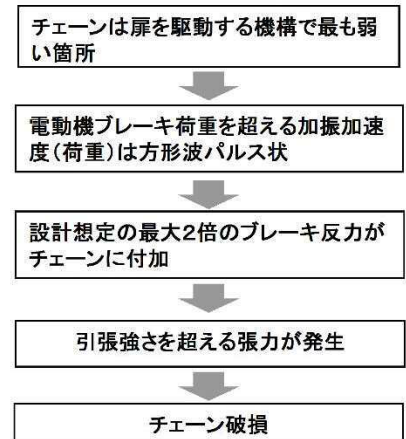 チェーンは扉を駆動する機構で最も弱
い箇所
電動機ブレーキ荷重を超える加振加速
度(荷重)は方形波パルス状
設計想定の最大2倍のブレーキ反力が
チェーンに付加
引張強さを超える張力が発生
チェーン破損